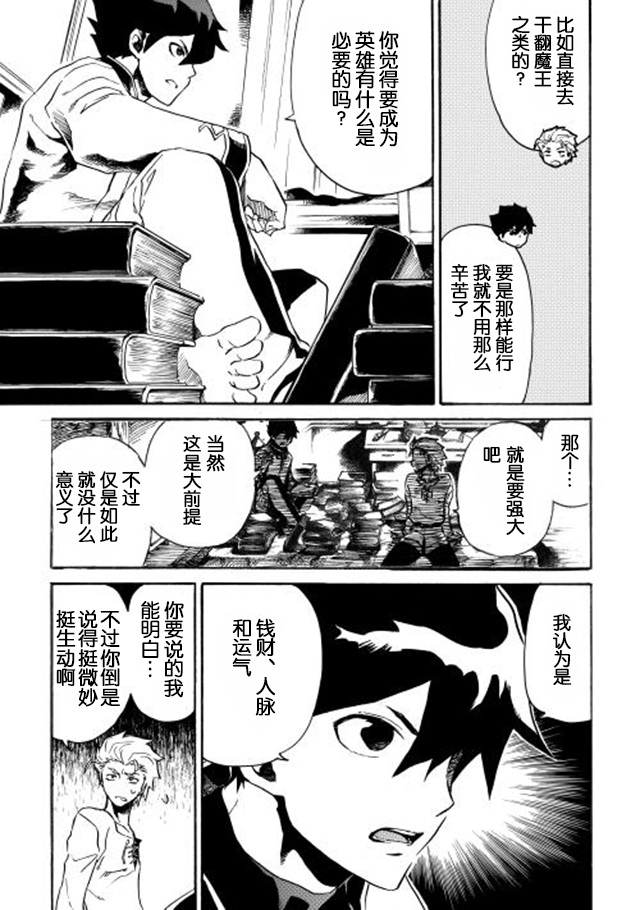 比如直接去
干翻魔王
之类的？
要是那样能行
我就不用那么
辛苦了
你觉得要成为
英雄有什么是
必要的吗？
那个…
就是要强大
吧
当然
这是大前提
不过
仅是如此
就没什么
意义了
我认为是
钱财、人脉
和运气
你要说的我
能明白…
不过你倒是
说得挺微妙
挺生动啊